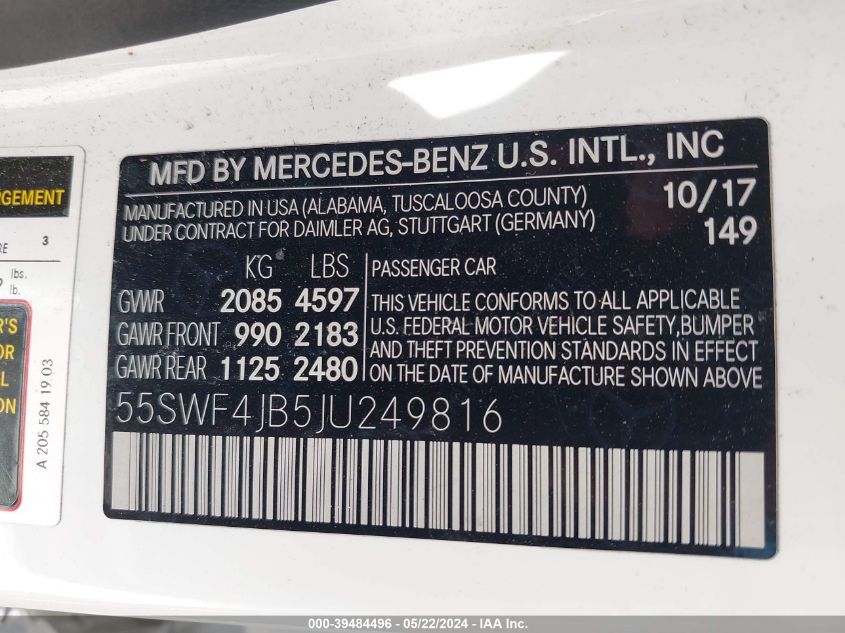 MFD BY MERCEDES-BENZ U.S. INTL., INC
MANUFACTURED IN USA (ALABAMA, TUSCALOOSA COUNTY) 10/17
UNDER CONTRACT FOR DAIMLER AG, STUTTGART (GERMANY) 149
KG LBS PASSENGER CAR
GVWR 2085 4597 THIS VEHICLE CONFORMS TO ALL APPLICABLE
GAWR FRONT 990 2183 U.S. FEDERAL MOTOR VEHICLE SAFETY,BUMPER
AND THEFT PREVENTION STANDARDS IN EFFECT
GAWR REAR 1125 2480 ON THE DATE OF MANUFACTURE SHOWN ABOVE
55SWF4JB5JU249816
3
lbs.
lb.
A 205 584 19 03
000-39484496 - 05/22/2024 - IAA Inc.